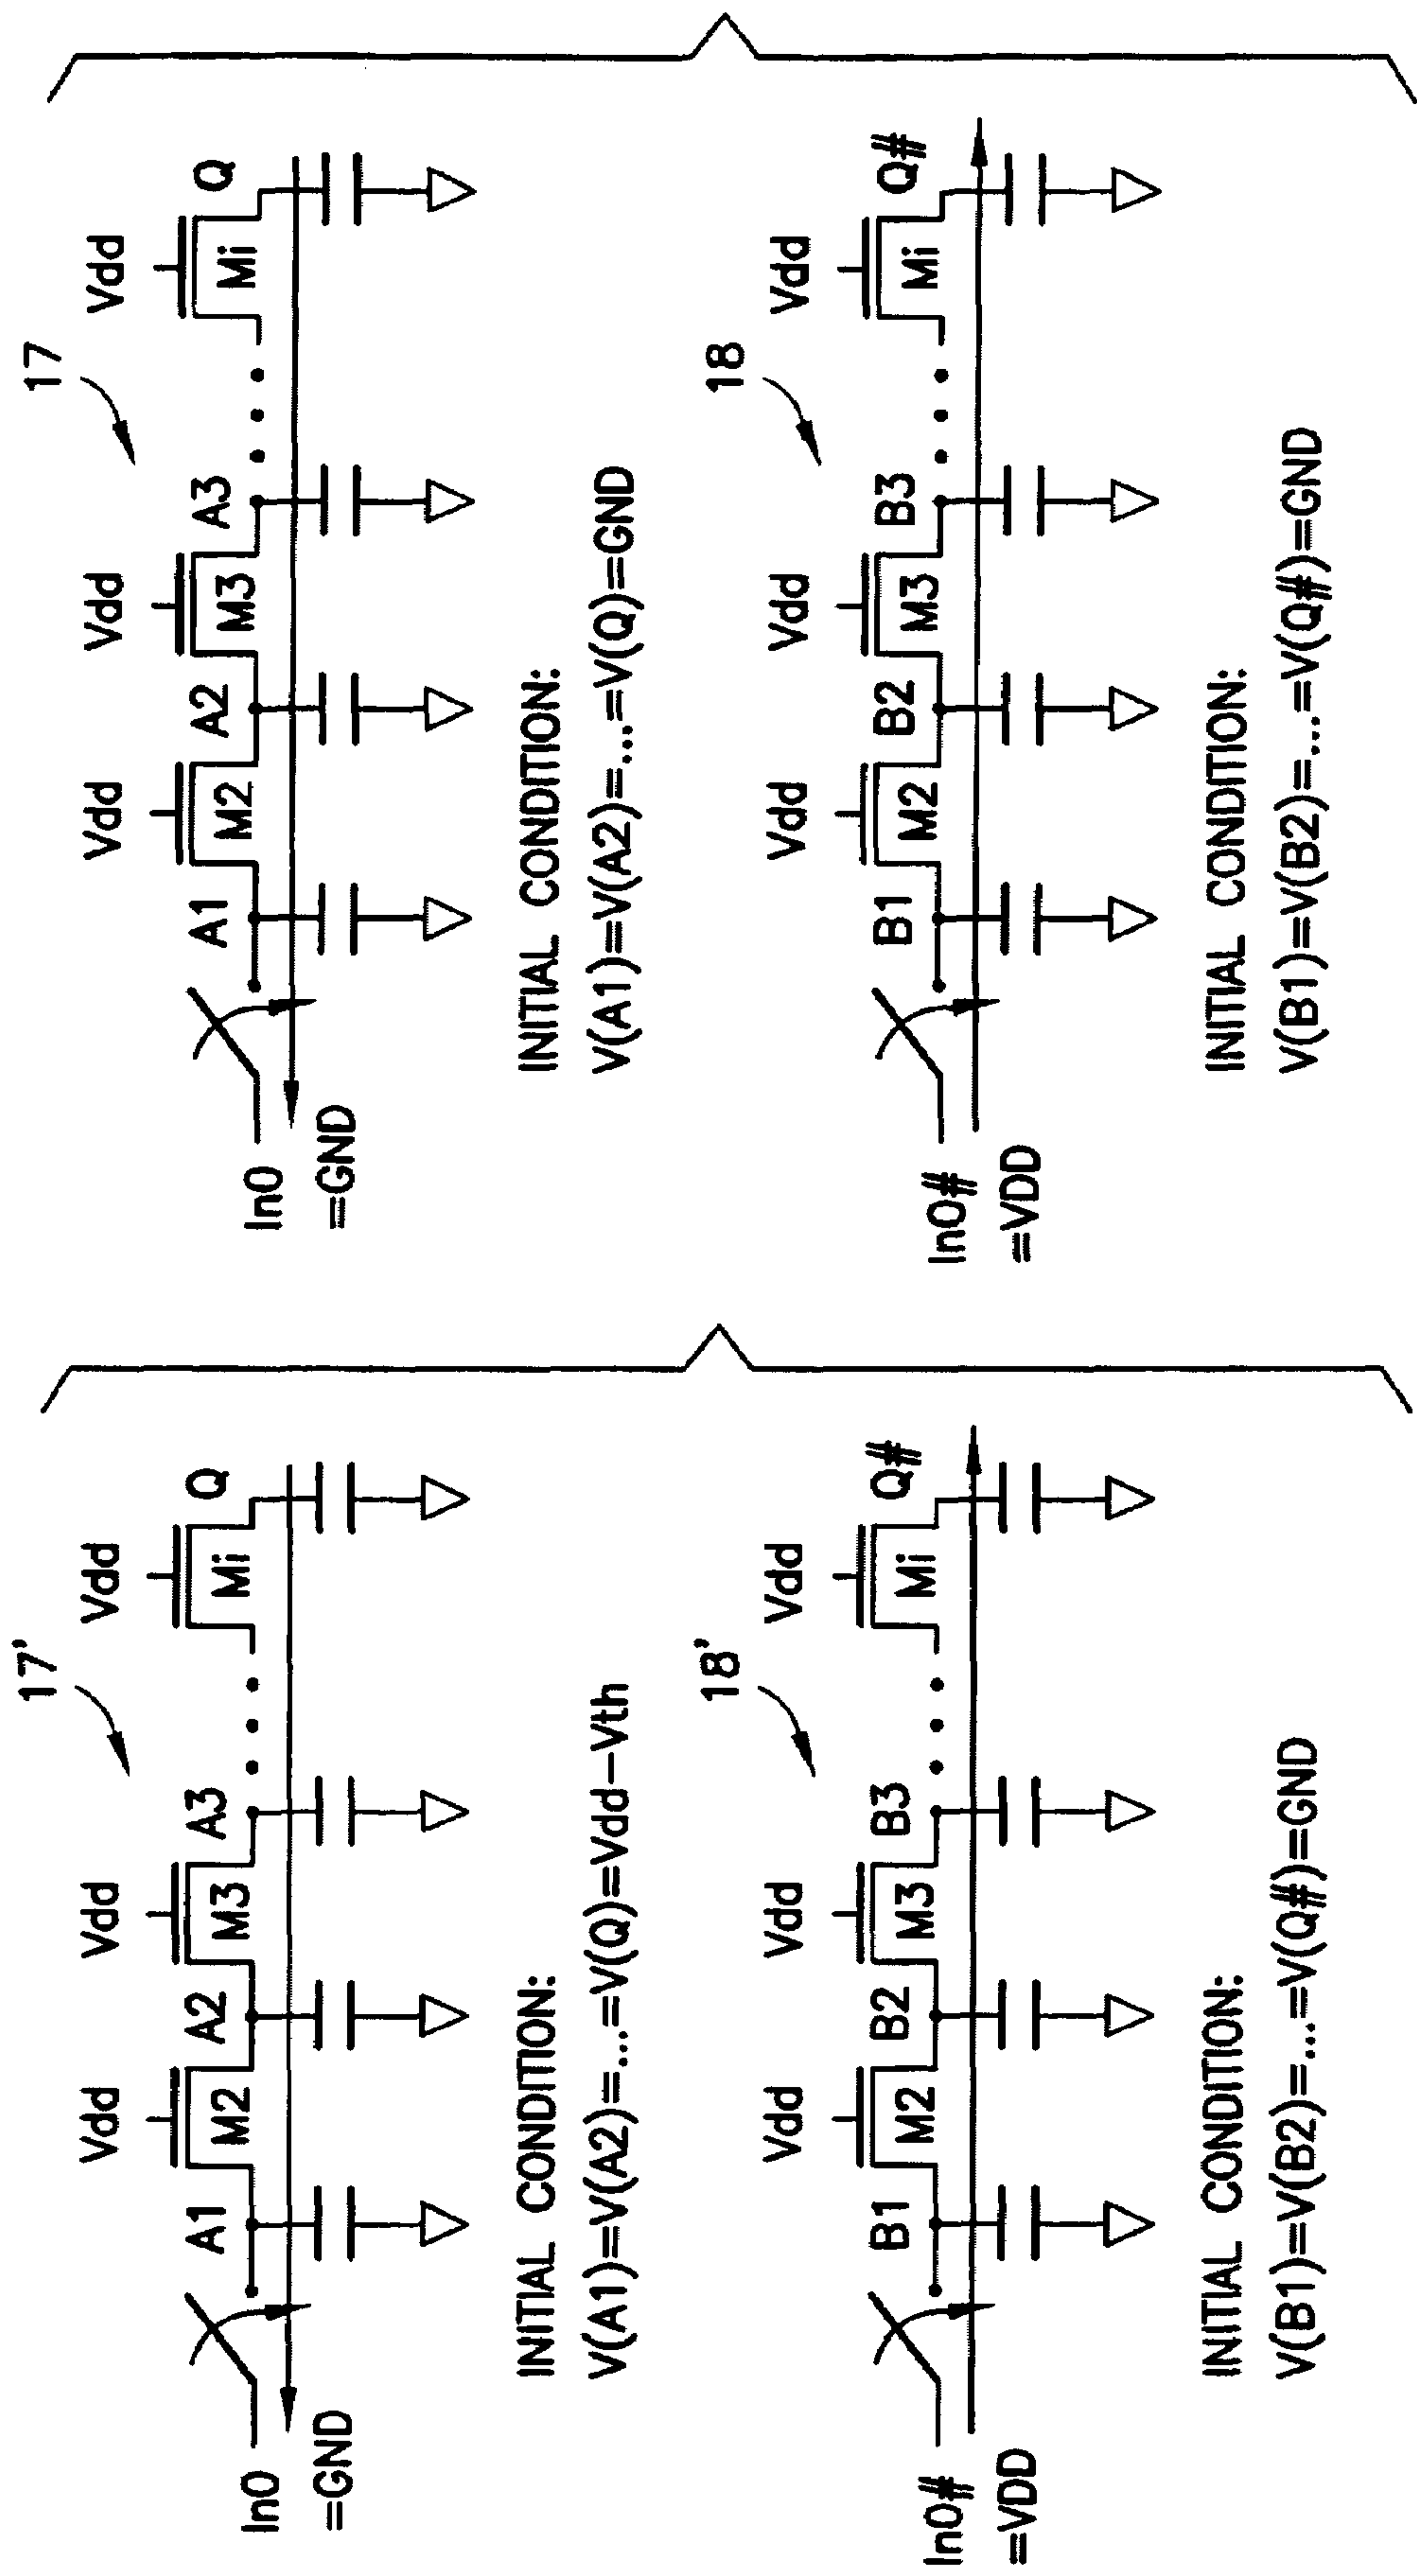 17'
Vdd Vdd Vdd
A1 M2 A2 M3 A3 Mi Q
In0
=GND
INITIAL CONDITION:
V(A1)=V(A2)=...=V(Q)=Vdd-Vth
18'
Vdd Vdd Vdd
B1 M2 B2 M3 B3 Mi Q#
In0#
=VDD
INITIAL CONDITION:
V(B1)=V(B2)=...=V(Q#)=GND
17
Vdd Vdd Vdd
A1 M2 A2 M3 A3 Mi Q
In0
=GND
INITIAL CONDITION:
V(A1)=V(A2)=...=V(Q)=GND
18
Vdd Vdd Vdd
B1 M2 B2 M3 B3 Mi Q#
In0#
=VDD
INITIAL CONDITION:
V(B1)=V(B2)=...=V(Q#)=GND